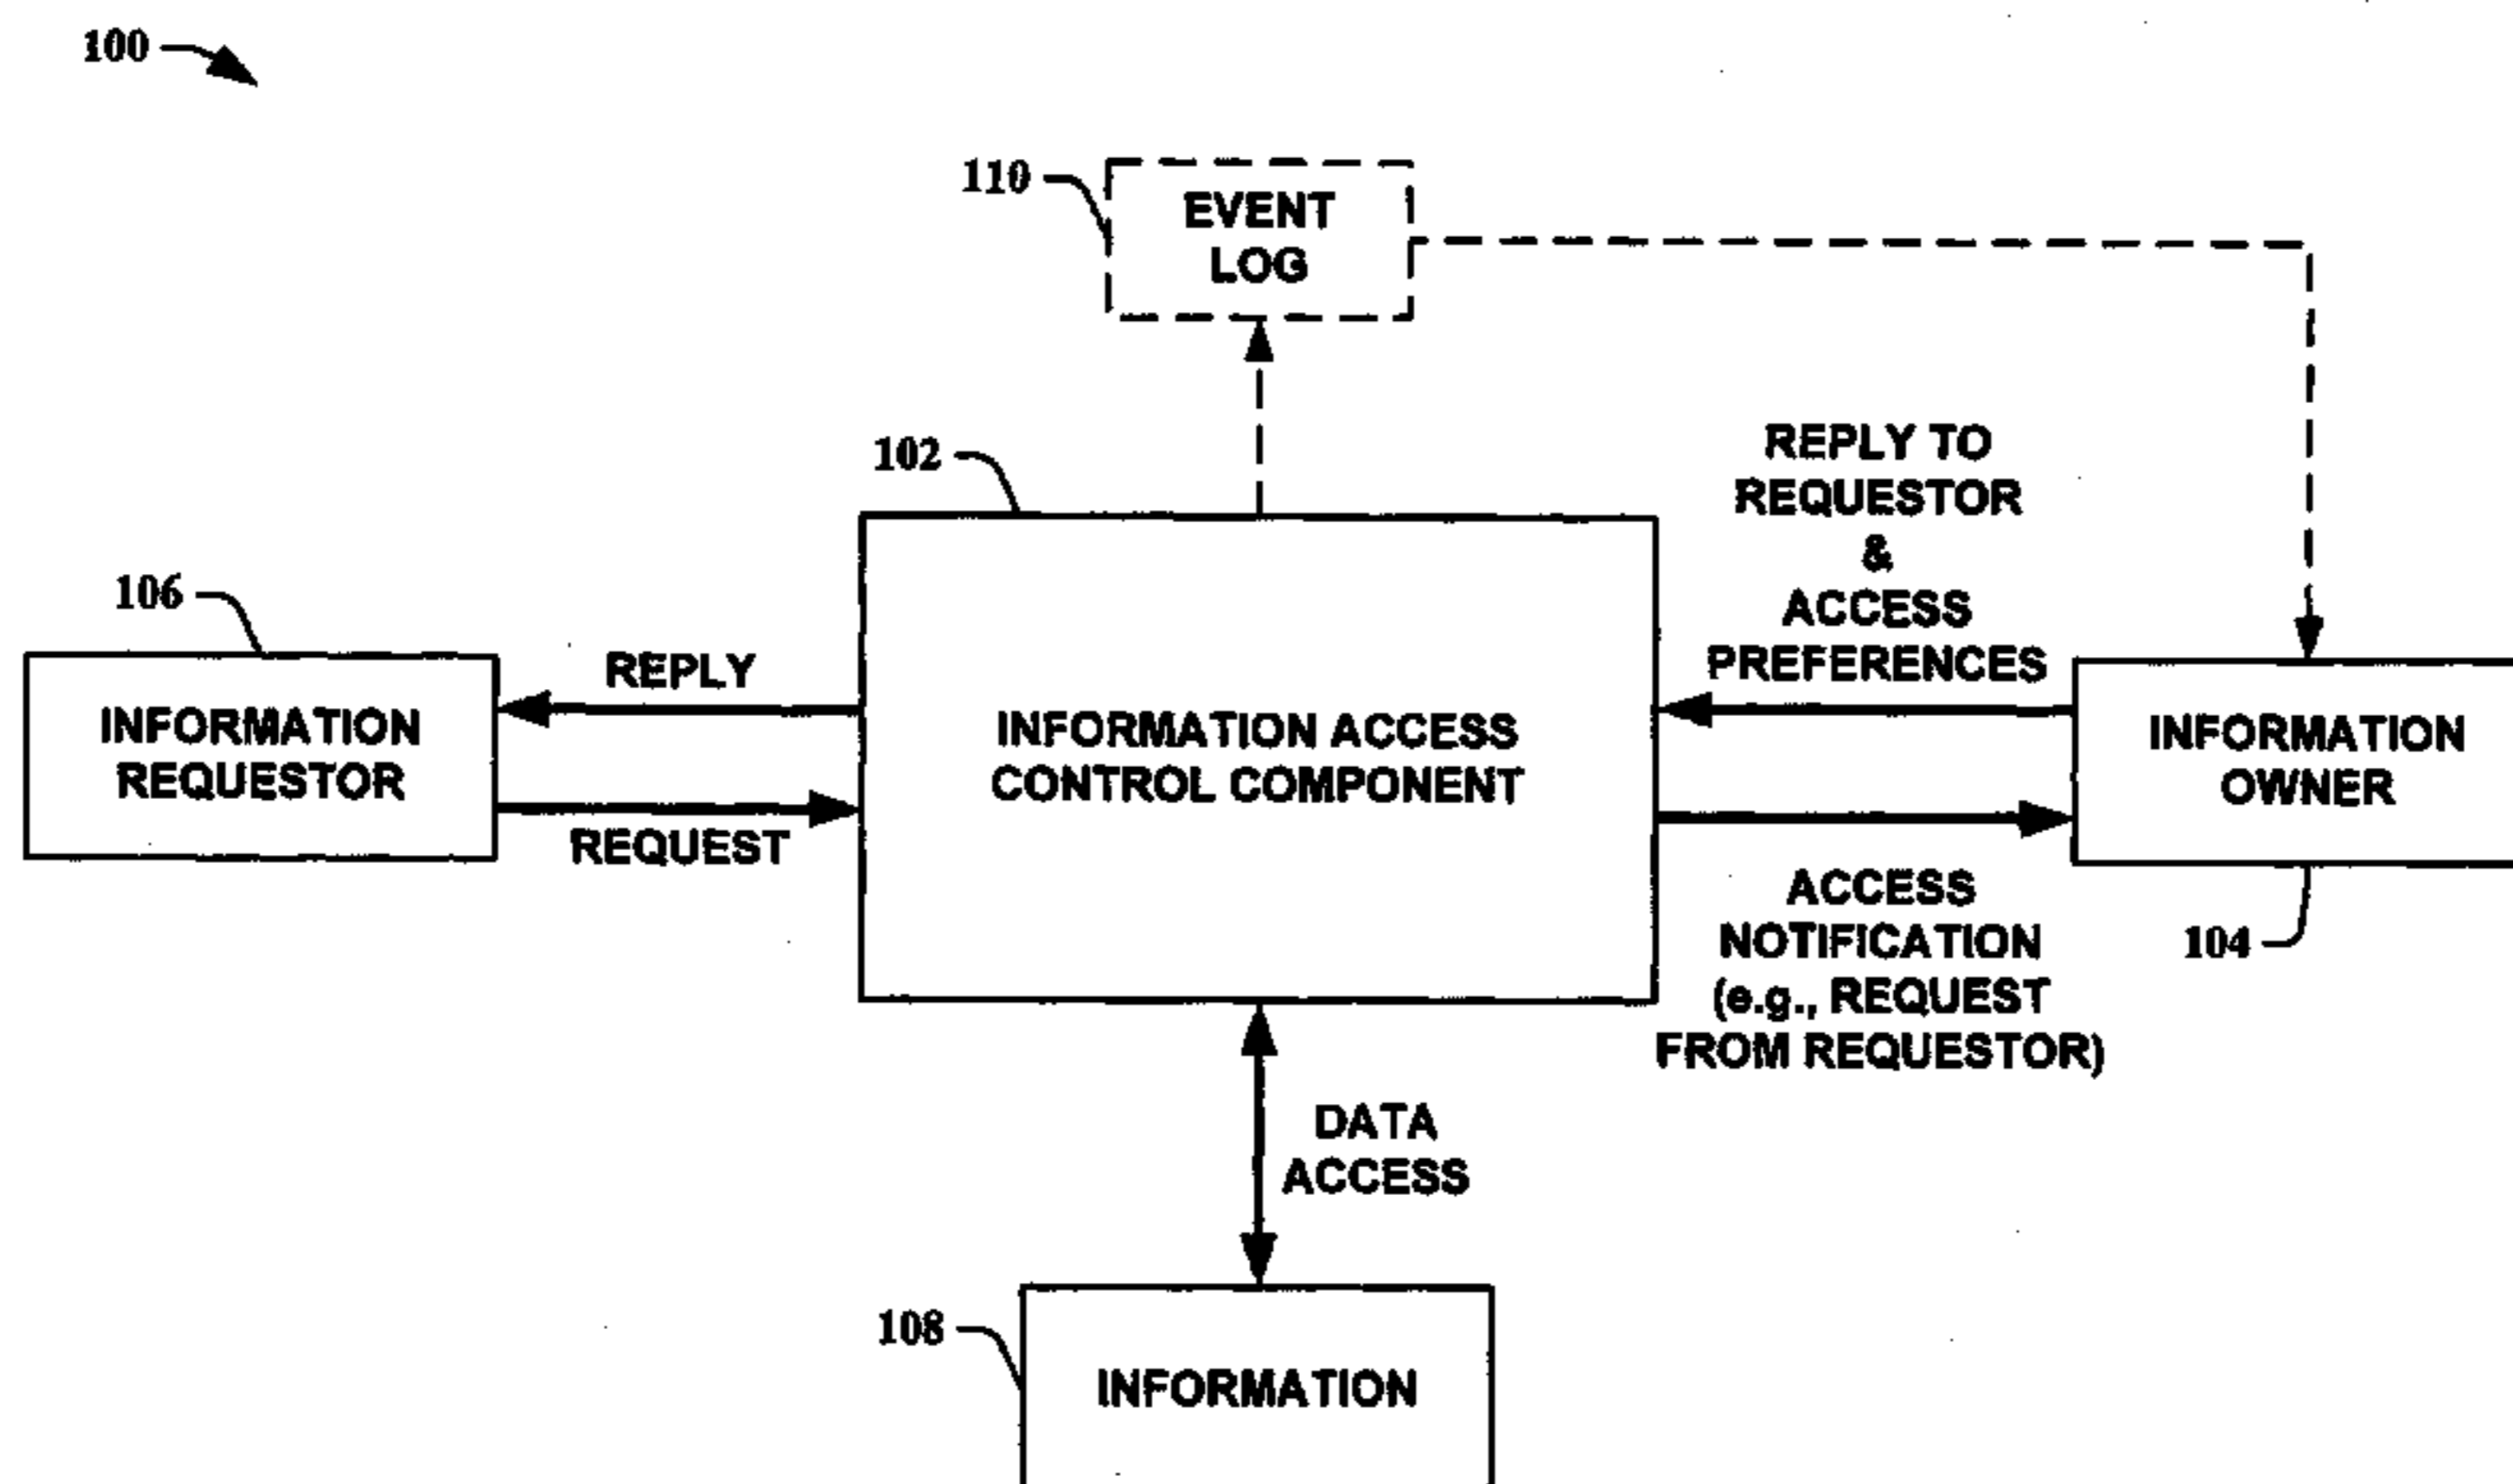 100
110
EVENT
LOG
102
REPLY TO
REQUESTOR
&
ACCESS
PREFERENCES
106
REPLY
INFORMATION
REQUESTOR
REQUEST
INFORMATION ACCESS
CONTROL COMPONENT
INFORMATION
OWNER
ACCESS
NOTIFICATION
(e.g., REQUEST
FROM REQUESTOR)
104
DATA
ACCESS
108
INFORMATION